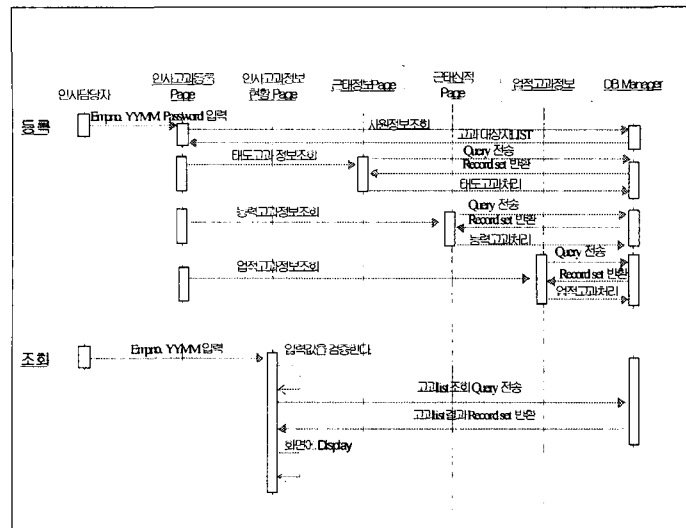 인사담당자
인사고과등록 Page
인사고과정보 현황 Page
근태정보Page
근태실적 Page
업적고과정보
DB Manager
등록
Empno. YYMM. Password 입력
사원정보조회
고과 대상자LIST
태도고과 정보조회
Query 전송
Record set 반환
태도고과처리
능력고과정보조회
Query 전송
Record set 반환
능력고과처리
업적고과정보조회
Query 전송
Record set 반환
업적고과처리
조회
Empno. YYMM 입력
입력값을 검증한다.
고과list 조회 Query 전송
고과list 결과 Record set 반환
화면에 Display